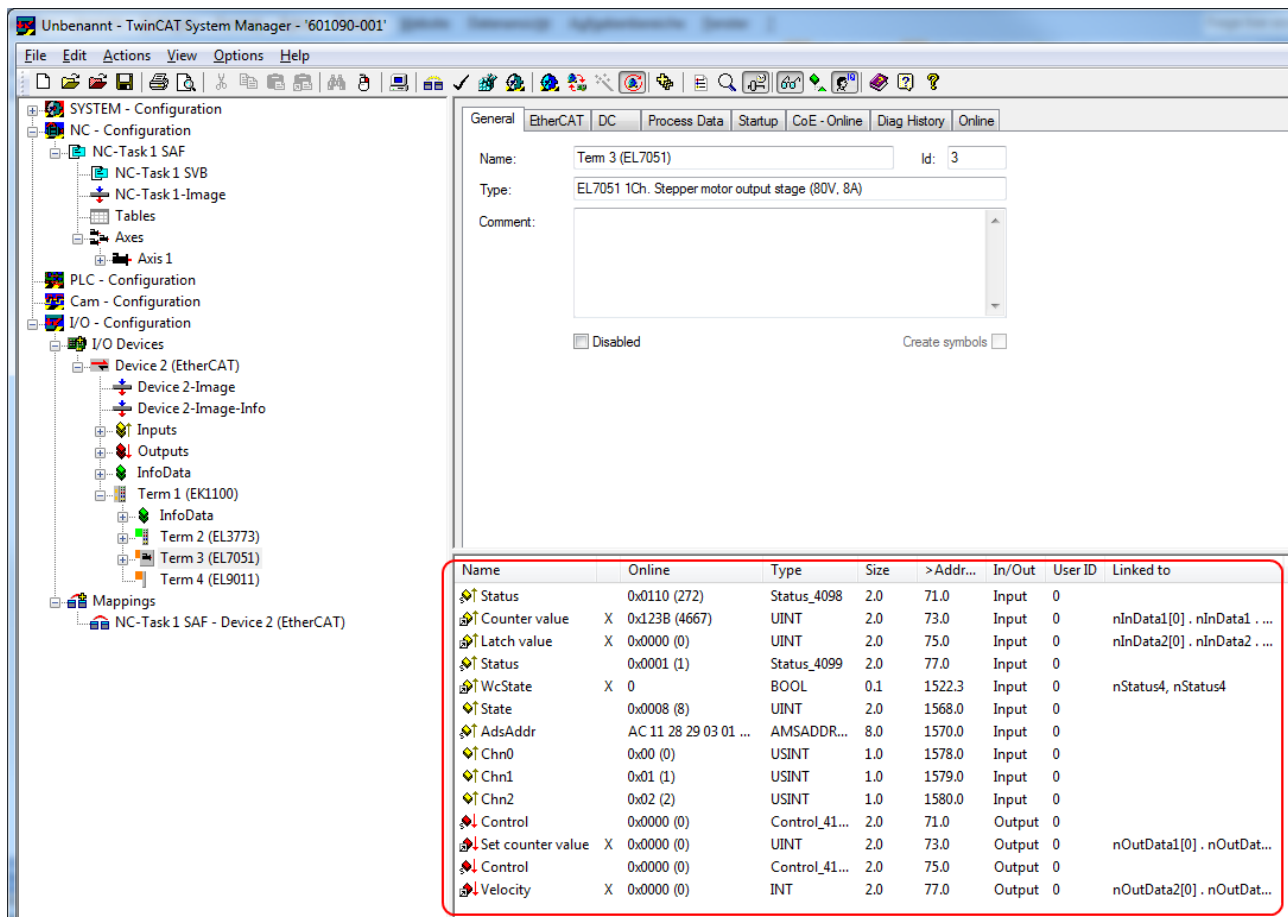 Unbenannt - TwinCAT System Manager - '601090-001'
File Edit Actions View Options Help
SYSTEM - Configuration
NC - Configuration
NC-Task 1 SAF
NC-Task 1 SVB
NC-Task 1-Image
Tables
Axes
Axis 1
PLC - Configuration
Cam - Configuration
I/O - Configuration
I/O Devices
Device 2 (EtherCAT)
Device 2-Image
Device 2-Image-Info
Inputs
Outputs
InfoData
Term 1 (EK1100)
InfoData
Term 2 (EL3773)
Term 3 (EL7051)
Term 4 (EL9011)
Mappings
NC-Task 1 SAF - Device 2 (EtherCAT)
General EtherCAT DC Process Data Startup CoE - Online Diag History Online
Name: Term 3 (EL7051) Id: 3
Type: EL7051 1Ch. Stepper motor output stage (80V, 8A)
Comment:
Disabled Create symbols
Name Online Type Size >Addr... In/Out User ID Linked to
Status 0x0110 (272) Status_4098 2.0 71.0 Input 0
Counter value X 0x123B (4667) UINT 2.0 73.0 Input 0 nInData1[0] . nInData1 . ...
Latch value X 0x0000 (0) UINT 2.0 75.0 Input 0 nInData2[0] . nInData2 . ...
Status 0x0001 (1) Status_4099 2.0 77.0 Input 0
WcState X 0 BOOL 0.1 1522.3 Input 0 nStatus4, nStatus4
State 0x0008 (8) UINT 2.0 1568.0 Input 0
AdsAddr AC 11 28 29 03 01 ... AMSADDR... 8.0 1570.0 Input 0
Chn0 0x00 (0) USINT 1.0 1578.0 Input 0
Chn1 0x01 (1) USINT 1.0 1579.0 Input 0
Chn2 0x02 (2) USINT 1.0 1580.0 Input 0
Control 0x0000 (0) Control_41... 2.0 71.0 Output 0
Set counter value X 0x0000 (0) UINT 2.0 73.0 Output 0 nOutData1[0] . nOutDat...
Control 0x0000 (0) Control_41... 2.0 75.0 Output 0
Velocity X 0x0000 (0) INT 2.0 77.0 Output 0 nOutData2[0] . nOutDat...